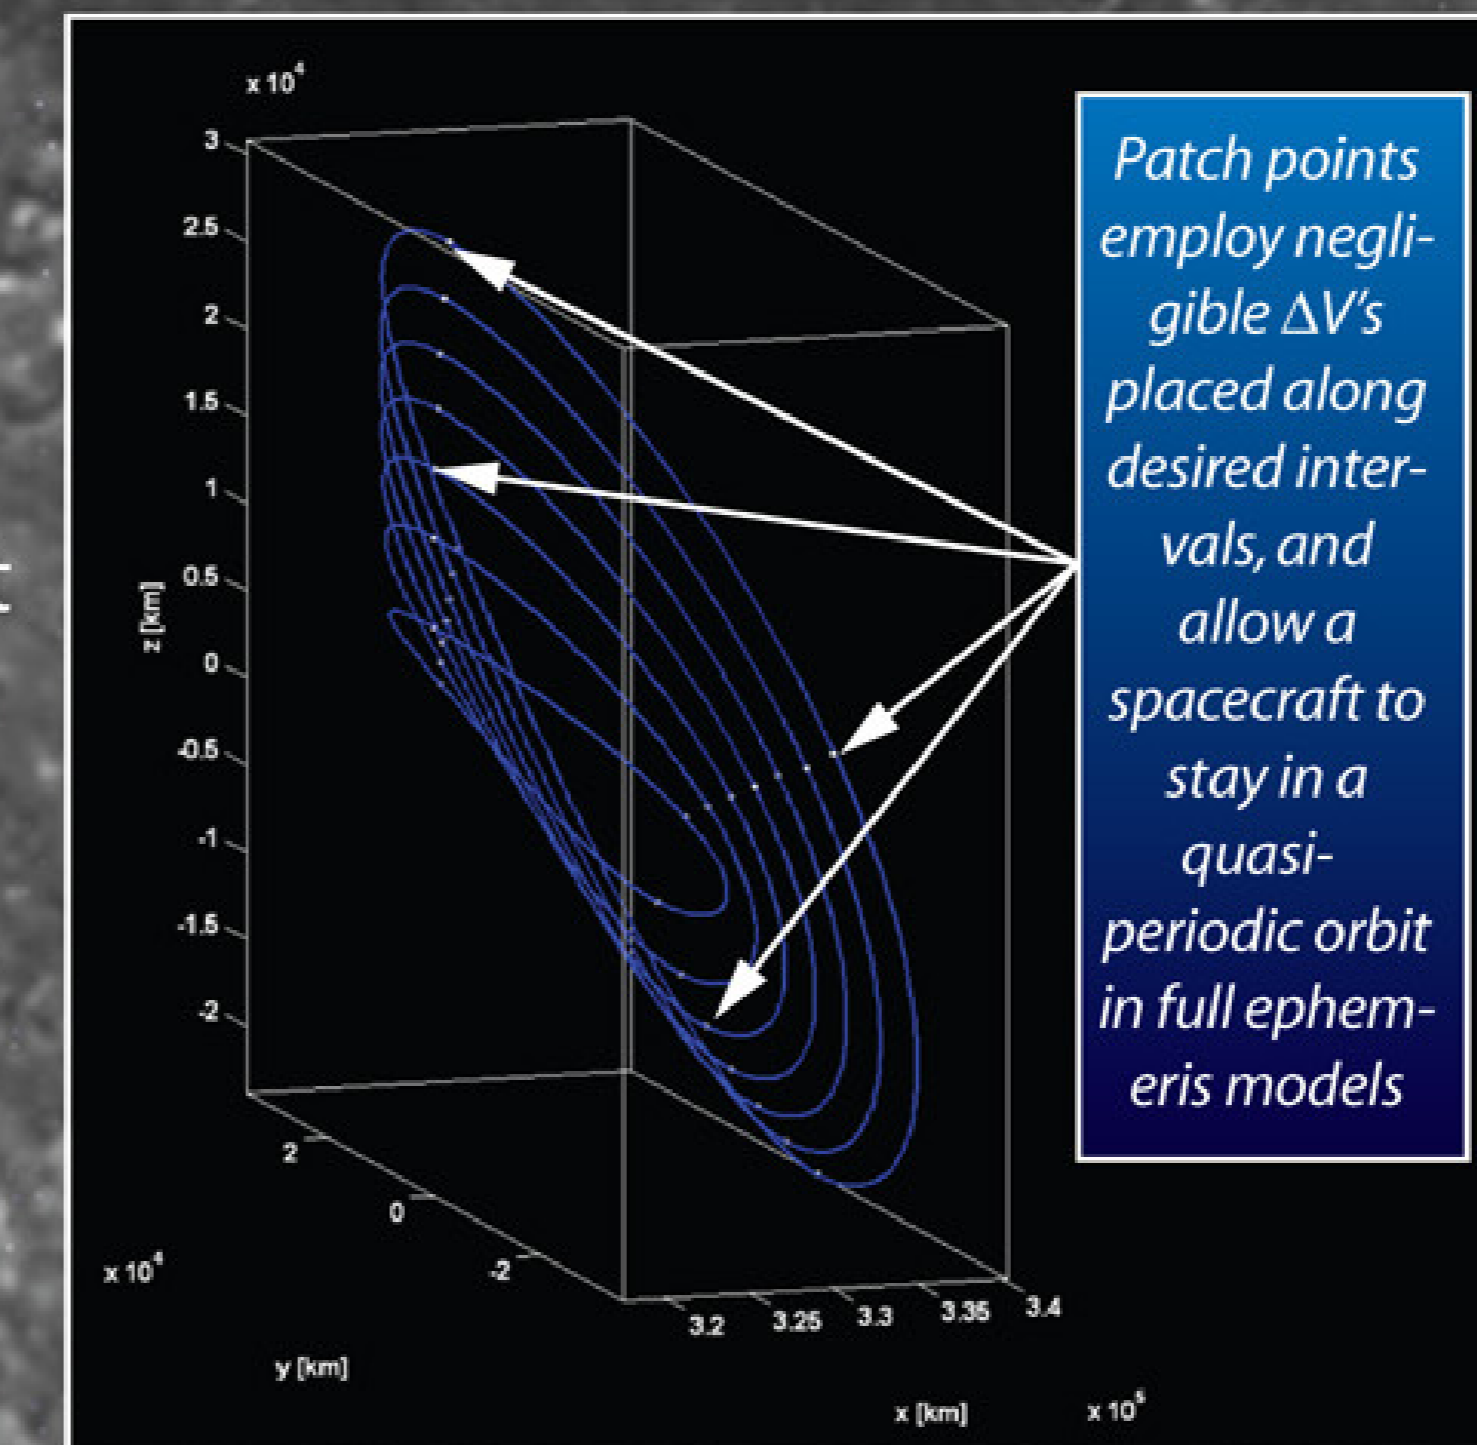 x 10⁴
3
2.5
2
1.5
1
0.5
0
-0.5
-1
-1.5
-2
z [km]
2
0
-2
x 10⁴
y [km]
3.2
3.25
3.3
3.35
3.4
x [km]
x 10⁵
Patch points
employ negli-
gible ΔV's
placed along
desired inter-
vals, and
allow a
spacecraft to
stay in a
quasi-
periodic orbit
in full ephem-
eris models